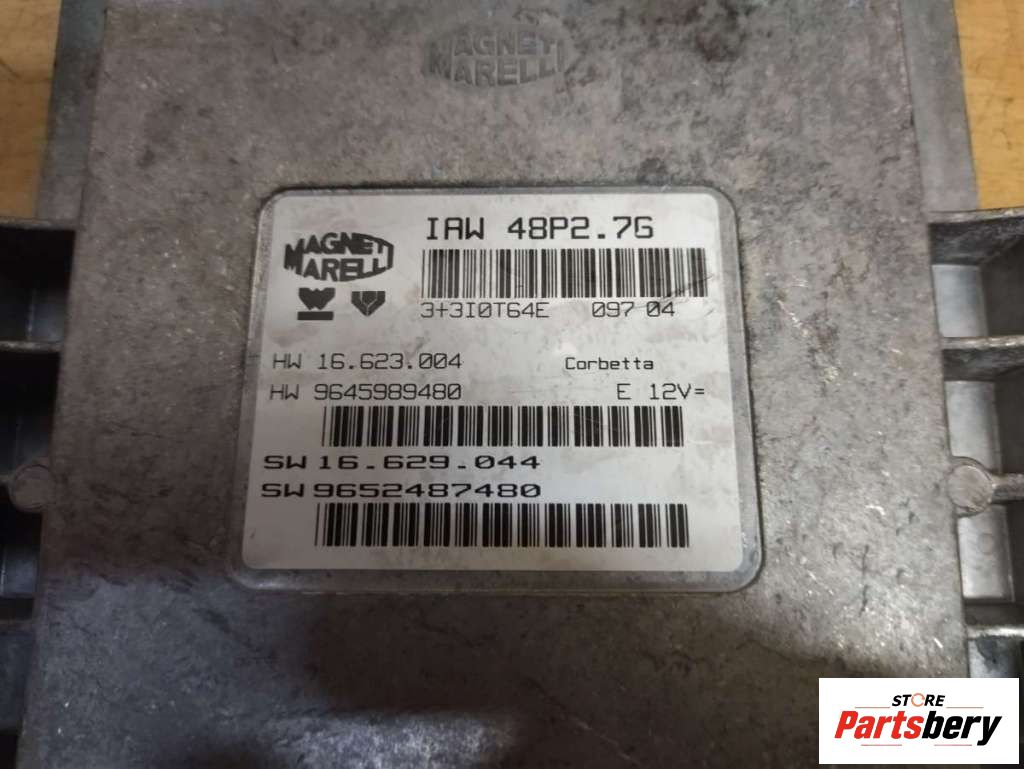 MAGNETI
MARELLI
IAW 48P2.7G
MAGNETI
MARELLI
3+3I0T64E 097 04
HW 16.623.004 Corbetta
HW 9645989480 E 12V=
SW 16.629.044
SW 9652487480
STORE
Partsbery